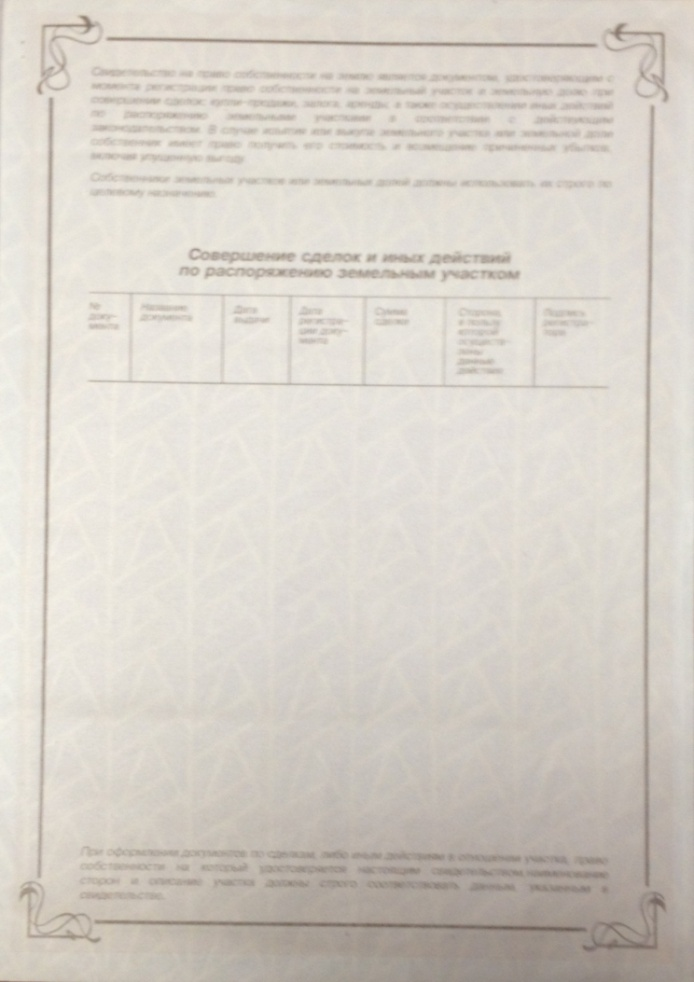 Свидетельство на право собственности на землю является документом, удостоверяющим с
момента регистрации право собственности на земельный участок и земельную долю при
совершении сделок: купли-продажи, залога, аренды, а также осуществлении иных действий
по распоряжению земельными участками в соответствии с действующим
законодательством. В случае изъятия или выкупа земельного участка или земельной доли
собственник имеет право получить его стоимость и возмещение причиненных убытков,
включая упущенную выгоду.
Собственники земельных участков или земельных долей должны использовать их строго по
целевому назначению.
Совершение сделок и иных действий
по распоряжению земельным участком
№
доку-
мента
Название
документа
Дата
выдачи
Дата
регистра-
ции доку-
мента
Сумма
сделки
Сторона,
в пользу
которой
осуществ-
лены
данные
действия
Подпись
регистра-
тора
При оформлении документов по сделкам, либо иным действиям в отношении участка, право
собственности на который удостоверяется настоящим свидетельством наименование
сторон и описание участка должны строго соответствовать данным, указанным в
свидетельстве.